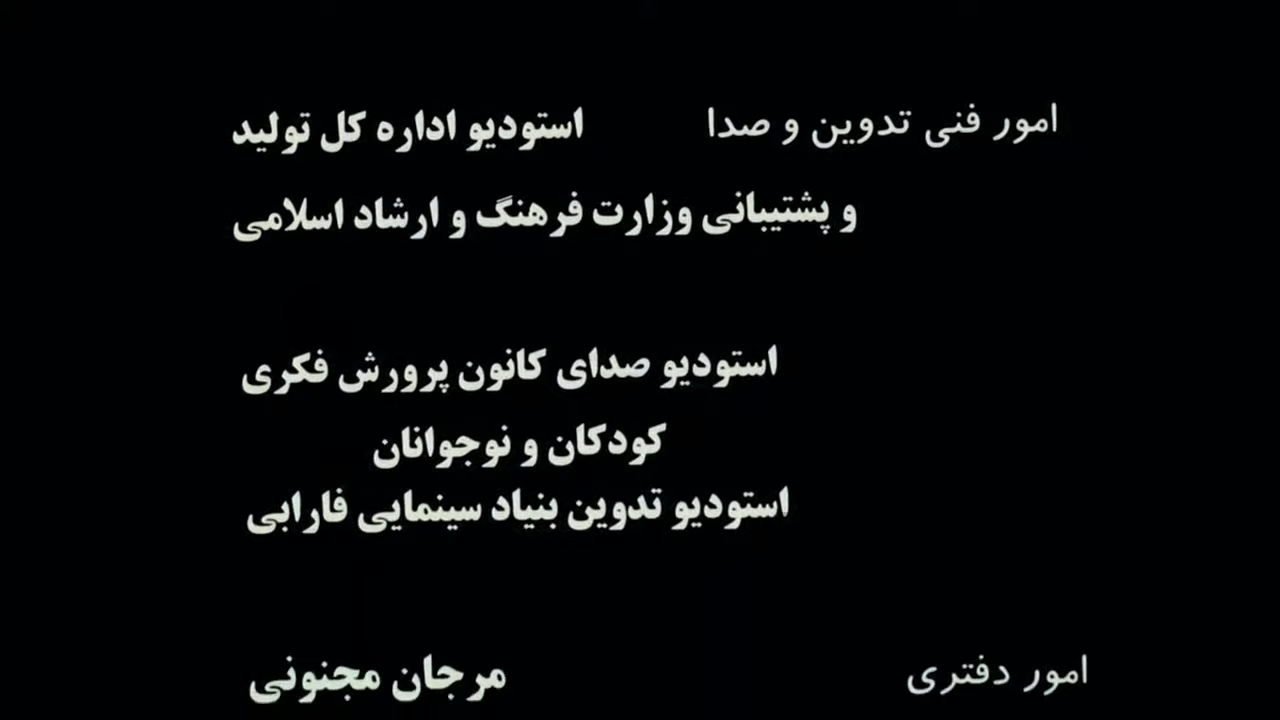 امور فنی تدوین و صدا استودیو اداره کل تولید
و پشتیبانی وزارت فرهنگ و ارشاد اسلامی
استودیو صدای کانون پرورش فکری
کودکان و نوجوانان
استودیو تدوین بنیاد سینمایی فارابی
امور دفتری مرجان مجنونی